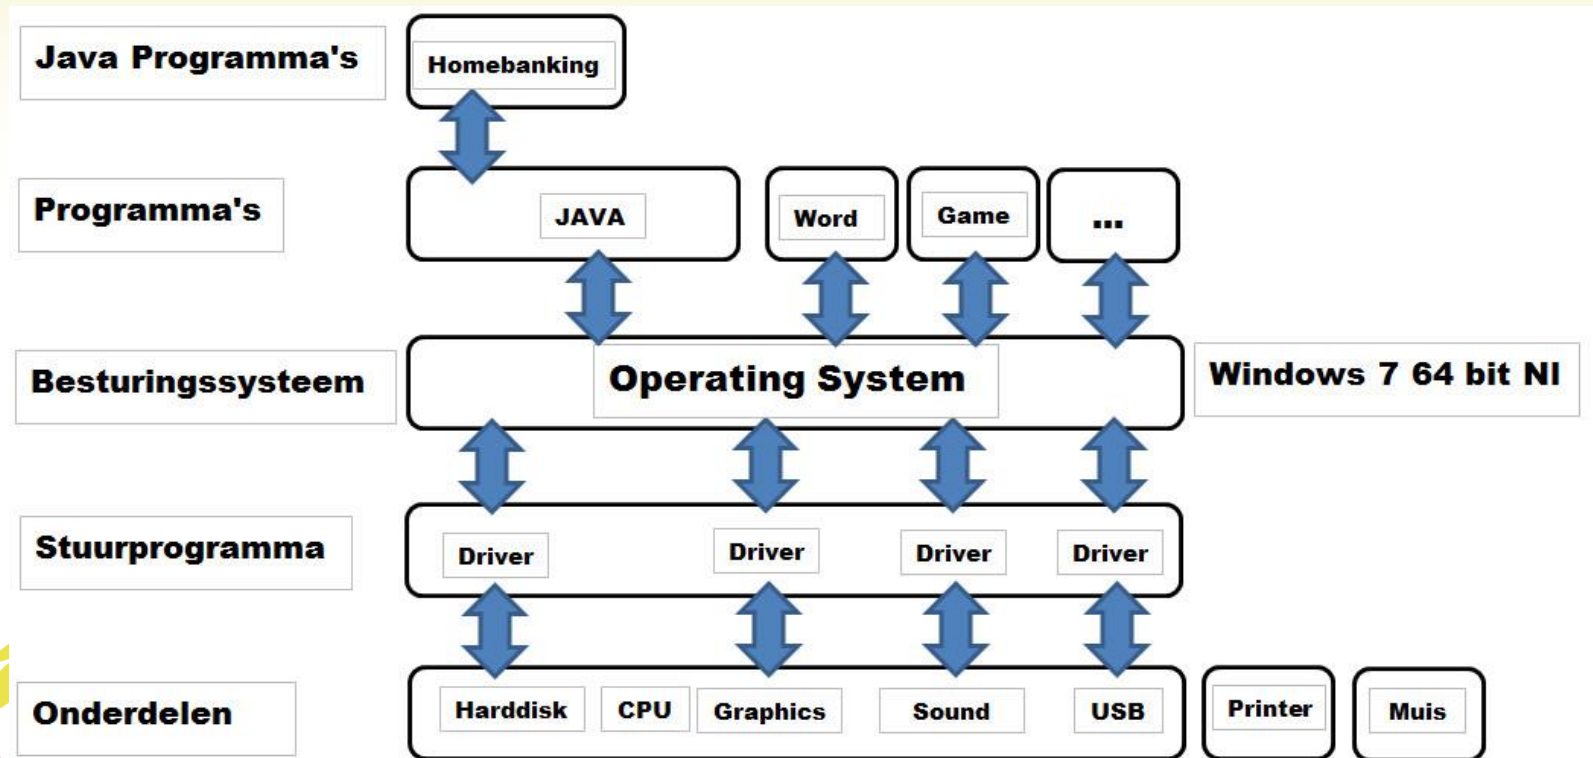 Java Programma's
Homebanking
Programma's
JAVA
Word
Game
...
Besturingssysteem
Operating System
Windows 7 64 bit Nl
Stuurprogramma
Driver
Driver
Driver
Driver
Onderdelen
Harddisk
CPU
Graphics
Sound
USB
Printer
Muis